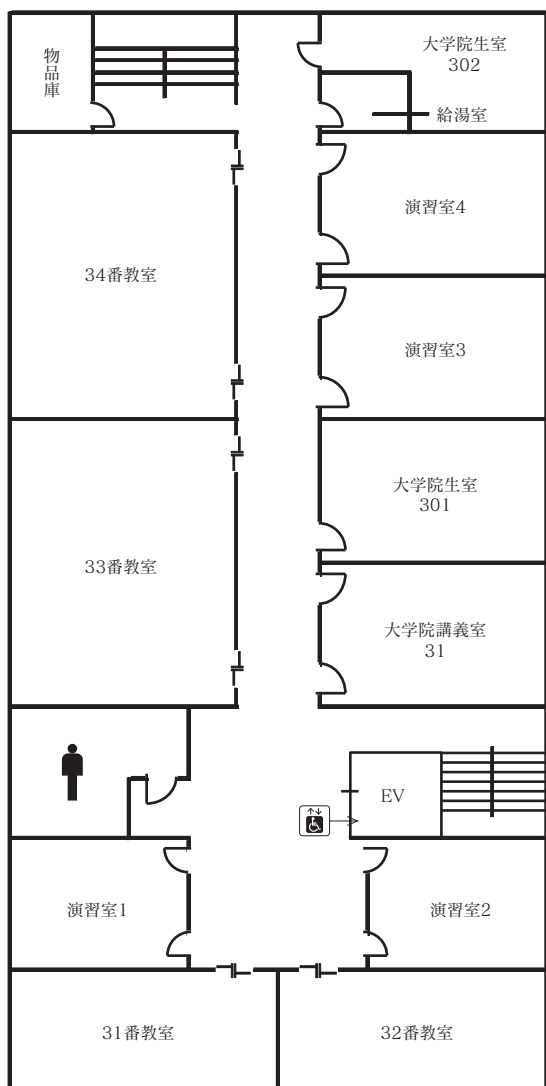 物品庫
大学院生室
302
給湯室
演習室4
34番教室
演習室3
大学院生室
301
33番教室
大学院講義室
31
EV
演習室1
演習室2
31番教室
32番教室